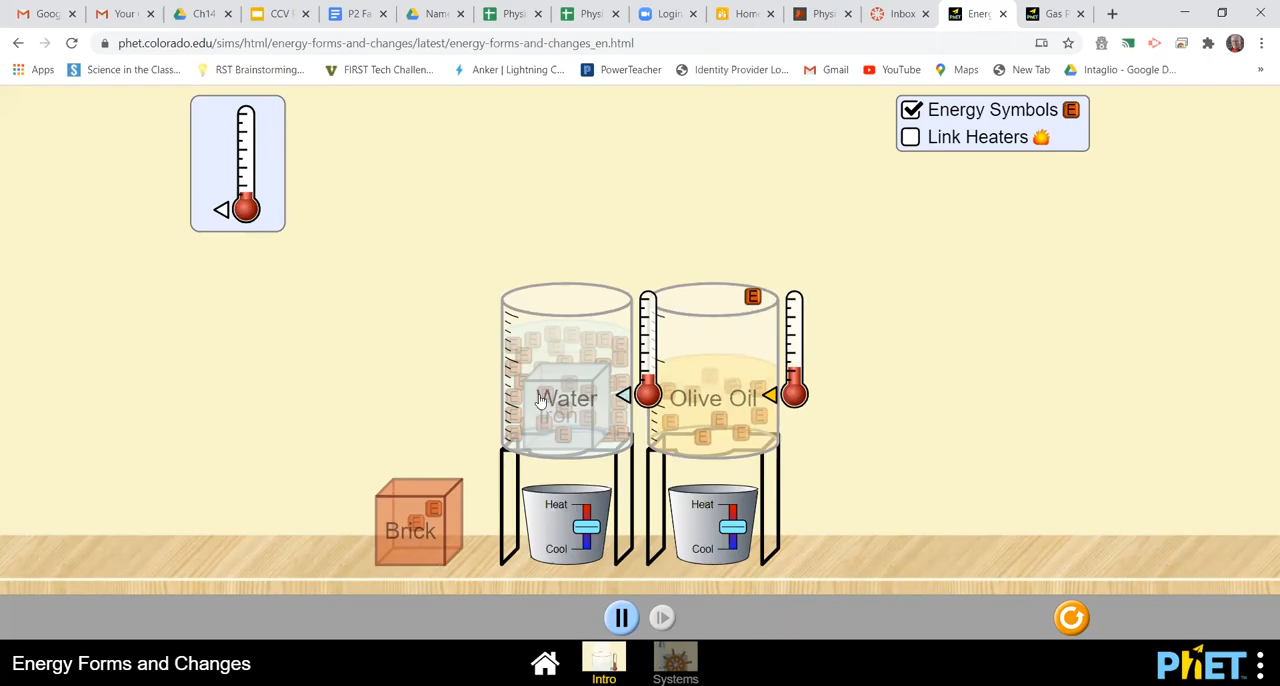 Goog
Your
Ch14
CCV
P2 Fa
Name
Physi
Physi
Login
Hom
Physi
Inbox
Energ
Gas P
phet.colorado.edu/sims/html/energy-forms-and-changes/latest/energy-forms-and-changes_en.html
Apps
Science in the Class...
RST Brainstorming...
FIRST Tech Challen...
Anker | Lightning C...
PowerTeacher
Identity Provider Lo...
Gmail
YouTube
Maps
New Tab
Intaglio - Google D...
»
Energy Symbols E
Link Heaters
E
Water
Iron
Olive Oil
Brick
Heat
Cool
Heat
Cool
Energy Forms and Changes
Intro
Systems
PhET